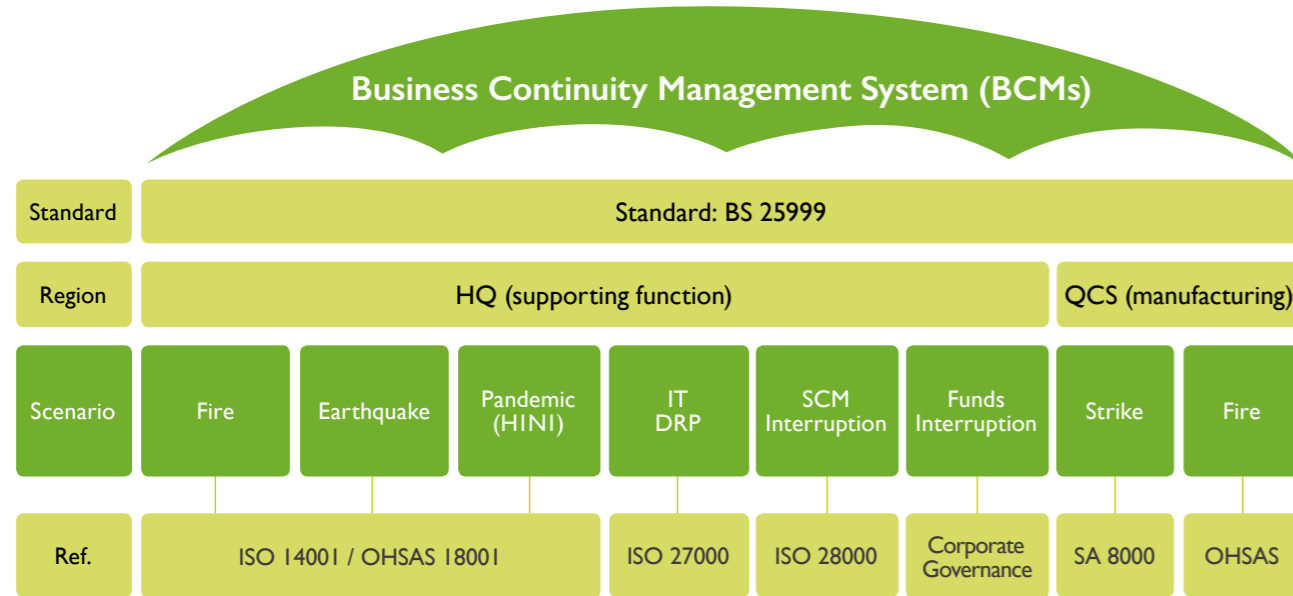 Business Continuity Management System (BCMs)
Standard
Standard: BS 25999
Region
HQ (supporting function)
QCS (manufacturing)
Scenario
Fire
Earthquake
Pandemic
(HINI)
IT
DRP
SCM
Interruption
Funds
Interruption
Strike
Fire
Ref.
ISO 14001 / OHSAS 18001
ISO 27000
ISO 28000
Corporate
Governance
SA 8000
OHSAS